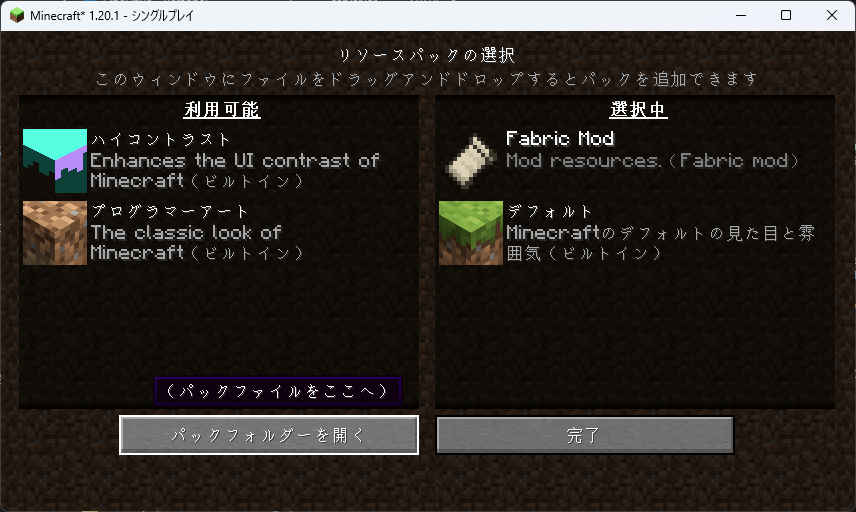 Minecraft* 1.20.1 - シングルプレイ
リソースパックの選択
このウィンドウにファイルをドラッグアンドドロップするとパックを追加できます
利用可能
ハイコントラスト
Enhances the UI contrast of
Minecraft（ビルトイン）
プログラマーアート
The classic look of
Minecraft（ビルトイン）
（パックファイルをここへ）
選択中
Fabric Mod
Mod resources.（Fabric mod）
デフォルト
Minecraftのデフォルトの見た目と雰
囲気（ビルトイン）
パックフォルダーを開く
完了